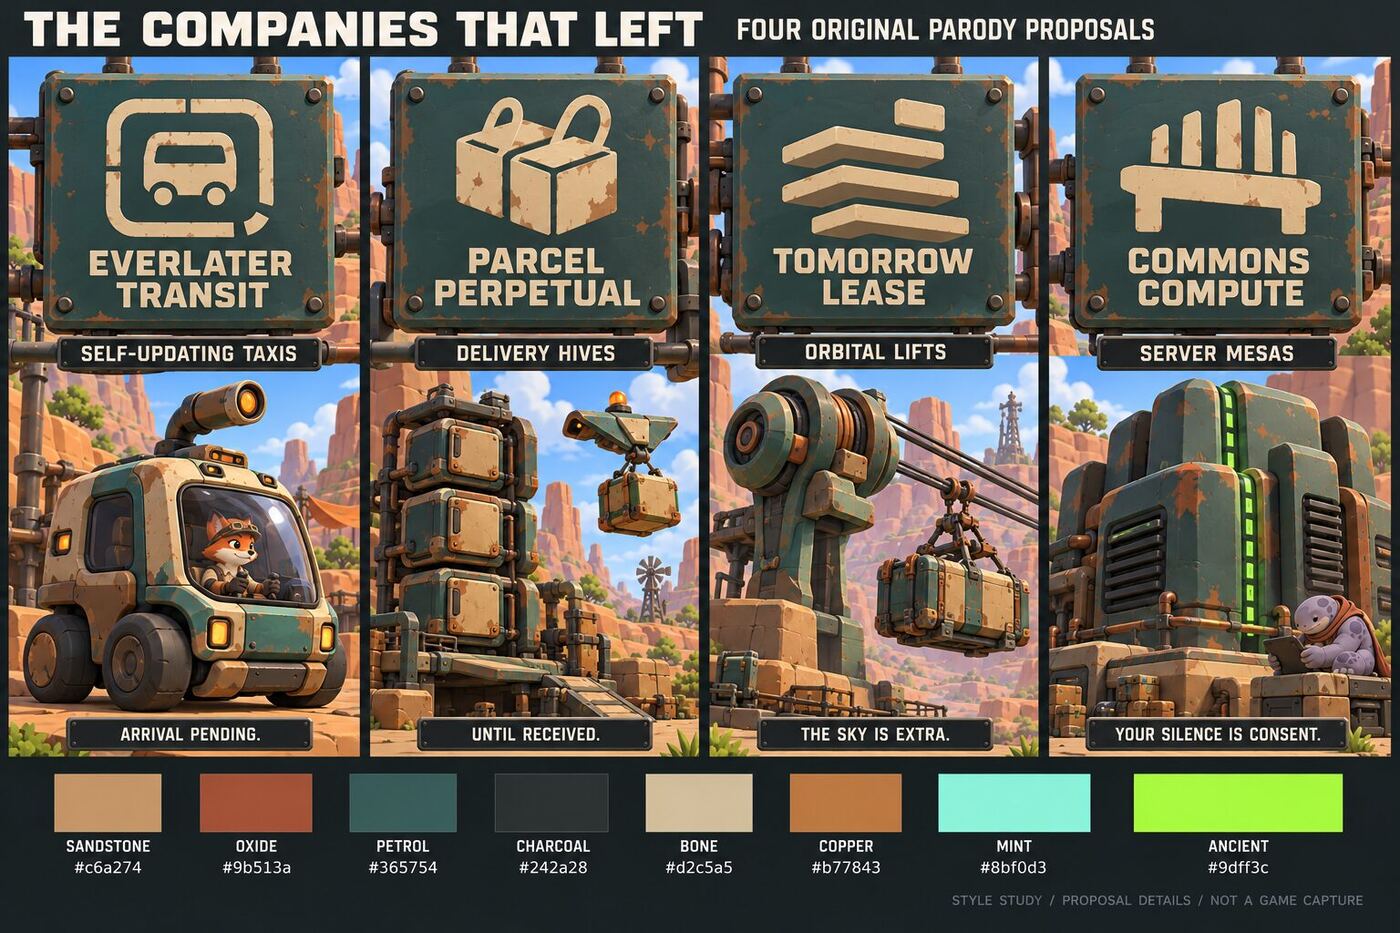 THE COMPANIES THAT LEFT
FOUR ORIGINAL PARODY PROPOSALS
EVERLATER
TRANSIT
SELF-UPDATING TAXIS
ARRIVAL PENDING.
PARCEL
PERPETUAL
DELIVERY HIVES
UNTIL RECEIVED.
TOMORROW
LEASE
ORBITAL LIFTS
THE SKY IS EXTRA.
COMMONS
COMPUTE
SERVER MESAS
YOUR SILENCE IS CONSENT.
SANDSTONE
#c6a274
OXIDE
#9b513a
PETROL
#365754
CHARCOAL
#242a28
BONE
#d2c5a5
COPPER
#b77843
MINT
#8bf0d3
ANCIENT
#9dff3c
STYLE STUDY / PROPOSAL DETAILS / NOT A GAME CAPTURE